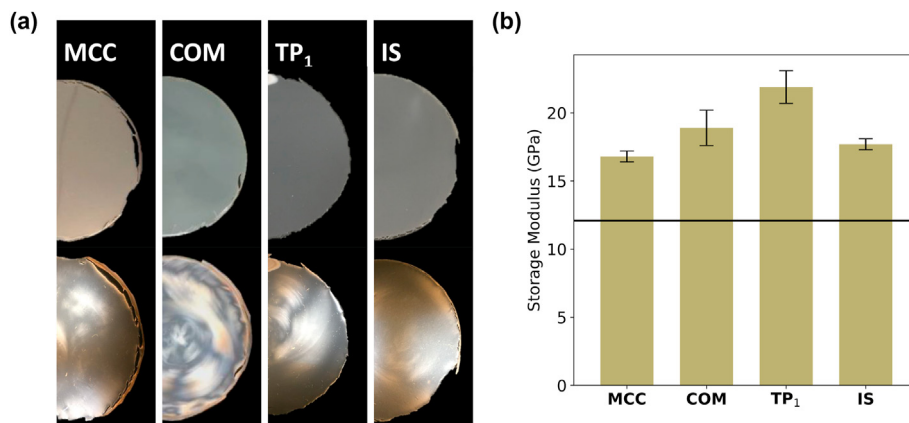 (a)
MCC COM TP₁ IS
(b)
Storage Modulus (GPa)
20
15
10
5
0
MCC COM TP₁ IS